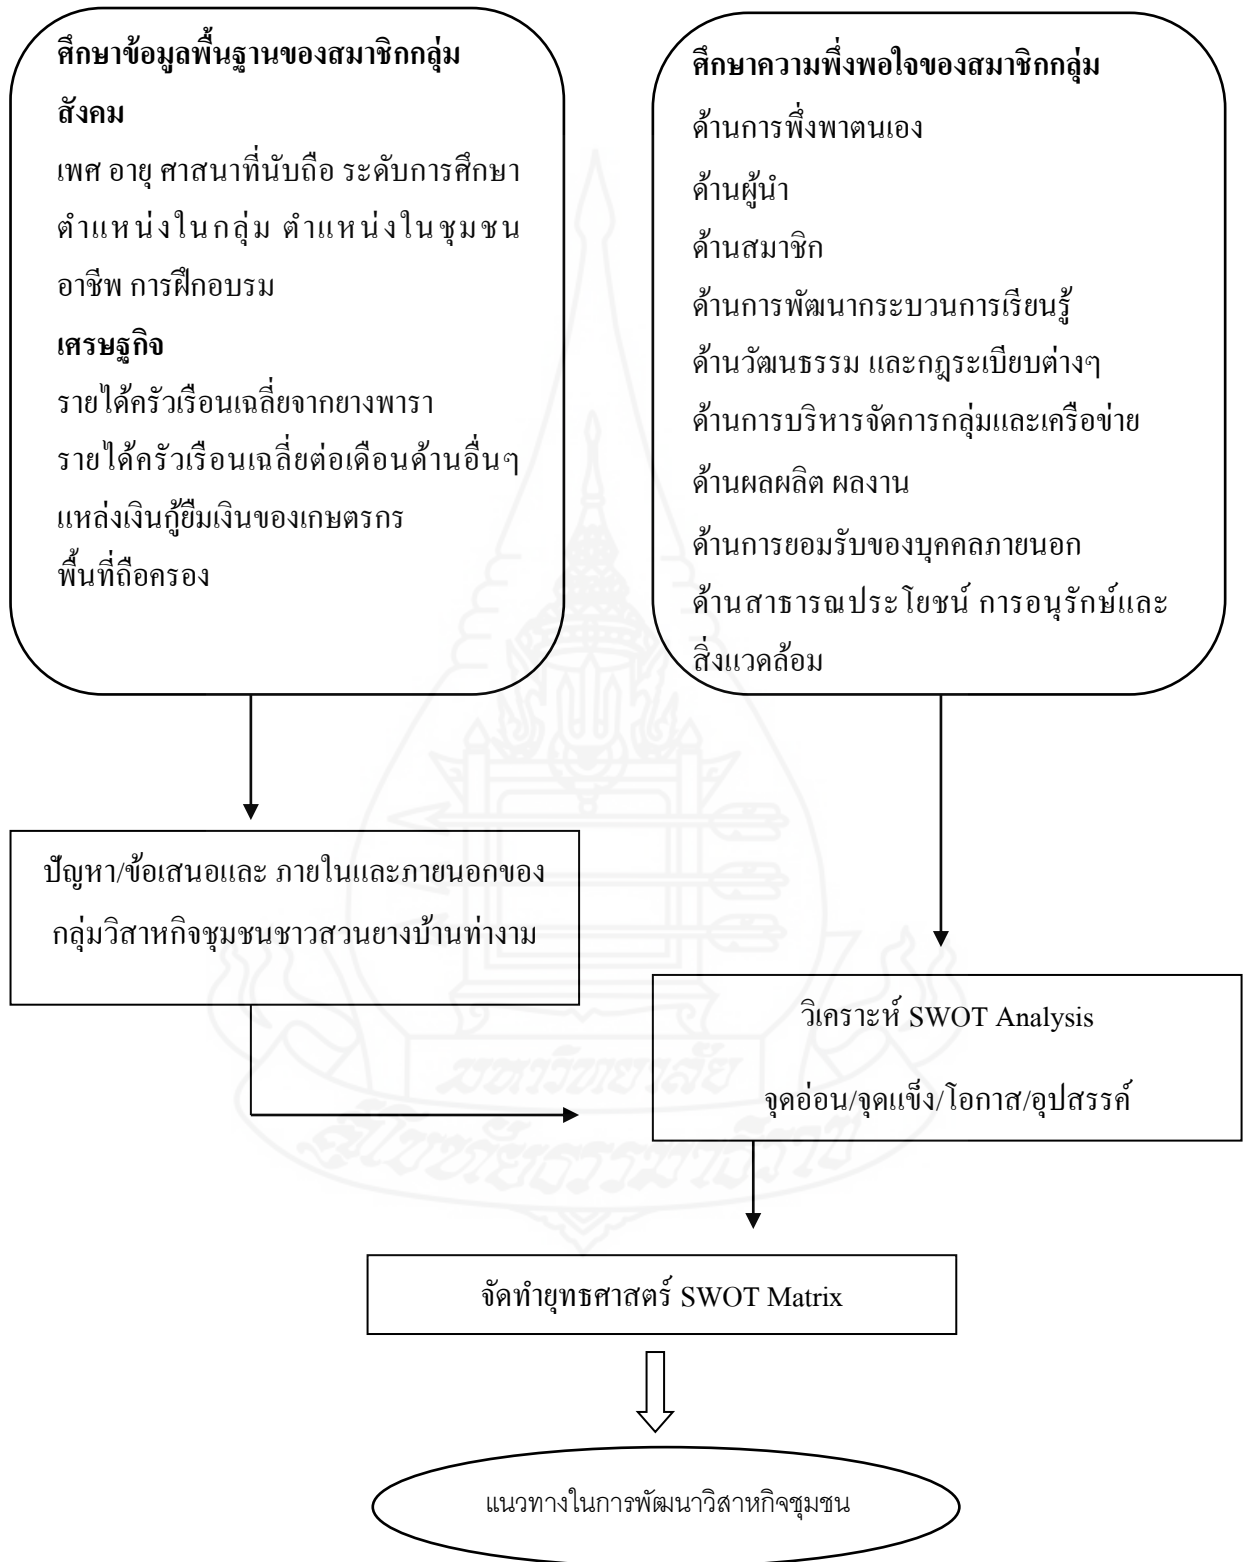 ศึกษาข้อมูลพื้นฐานของสมาชิกกลุ่ม
สังคม
เพศ อายุ ศาสนาที่นับถือ ระดับการศึกษา
ตำแหน่งในกลุ่ม ตำแหน่งในชุมชน
อาชีพ การฝึกอบรม
เศรษฐกิจ
รายได้ครัวเรือนเฉลี่ยจากยางพารา
รายได้ครัวเรือนเฉลี่ยต่อเดือนด้านอื่นๆ
แหล่งเงินกู้ยืมเงินของเกษตรกร
พื้นที่ถือครอง
ศึกษาความพึ่งพอใจของสมาชิกกลุ่ม
ด้านการพึ่งพาตนเอง
ด้านผู้นำ
ด้านสมาชิก
ด้านการพัฒนากระบวนการเรียนรู้
ด้านวัฒนธรรม และกฎระเบียบต่างๆ
ด้านการบริหารจัดการกลุ่มและเครือข่าย
ด้านผลผลิต ผลงาน
ด้านการยอมรับของบุคคลภายนอก
ด้านสาธารณประโยชน์ การอนุรักษ์และ
สิ่งแวดล้อม
ปัญหา/ข้อเสนอและ ภายในและภายนอกของ
กลุ่มวิสาหกิจชุมชนชาวสวนยางบ้านท่างาม
วิเคราะห์ SWOT Analysis
จุดอ่อน/จุดแข็ง/โอกาส/อุปสรรค์
มหาวิทยาลัย
สุโขทัยธรรมาธิราช
จัดทำยุทธศาสตร์ SWOT Matrix
แนวทางในการพัฒนาวิสาหกิจชุมชน